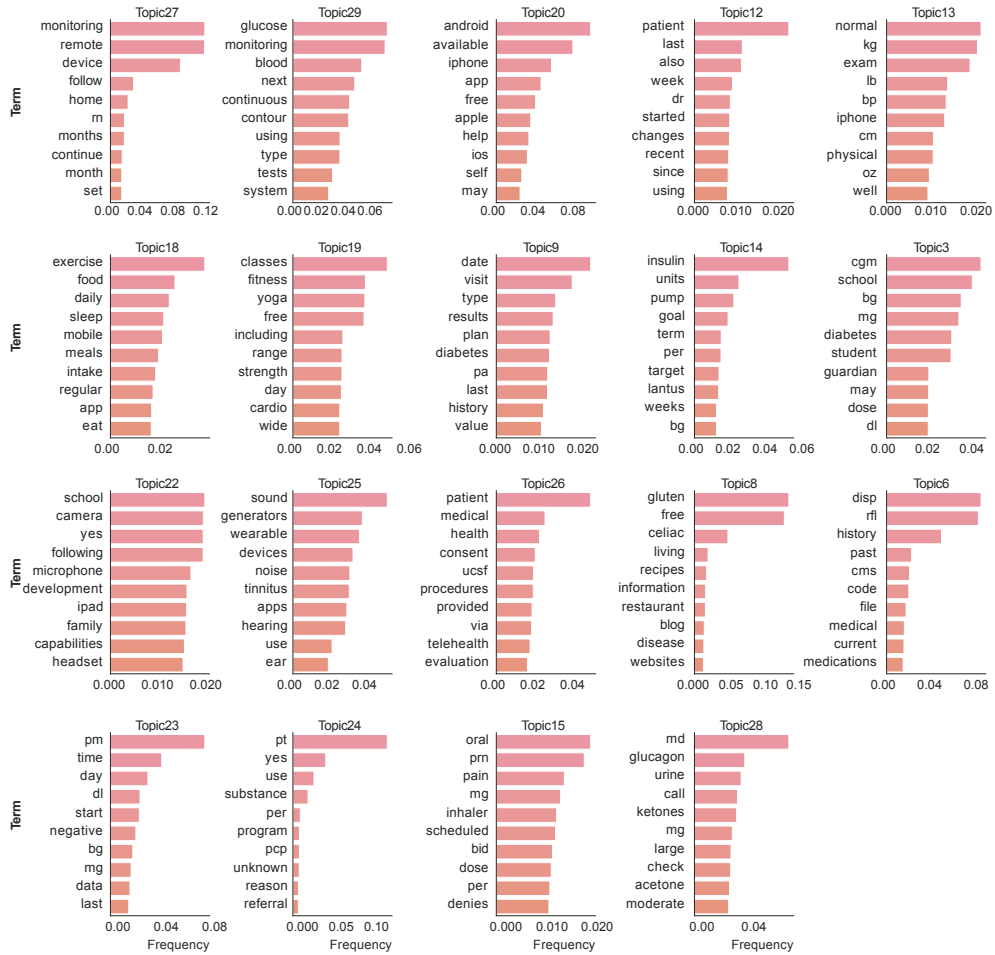 Topic27
Term
monitoring
remote
device
follow
home
rn
months
continue
month
set
0.00 0.04 0.08 0.12
Topic29
glucose
monitoring
blood
next
continuous
contour
using
type
tests
system
0.00 0.02 0.04 0.06
Topic20
android
available
iphone
app
free
apple
help
ios
self
may
0.00 0.04 0.08
Topic12
patient
last
also
week
dr
started
changes
recent
since
using
0.000 0.010 0.020
Topic13
normal
kg
exam
lb
bp
iphone
cm
physical
oz
well
0.000 0.010 0.020
Topic18
Term
exercise
food
daily
sleep
mobile
meals
intake
regular
app
eat
0.00 0.02
Topic19
classes
fitness
yoga
free
including
range
strength
day
cardio
wide
0.00 0.02 0.04 0.06
Topic9
date
visit
type
results
plan
diabetes
pa
last
history
value
0.000 0.010 0.020
Topic14
insulin
units
pump
goal
term
per
target
lantus
weeks
bg
0.00 0.02 0.04 0.06
Topic3
cgm
school
bg
mg
diabetes
student
guardian
may
dose
dl
0.00 0.02 0.04 0.06
Topic22
Term
school
camera
yes
following
microphone
development
ipad
family
capabilities
headset
0.000 0.010 0.020
Topic25
sound
generators
wearable
devices
noise
tinnitus
apps
hearing
use
ear
0.00 0.02 0.04
Topic26
patient
medical
health
consent
ucsf
procedures
provided
via
telehealth
evaluation
0.00 0.02 0.04
Topic8
gluten
free
celiac
living
recipes
information
restaurant
blog
disease
websites
0.000 0.05 0.10 0.15
Topic6
disp
rfl
history
past
cms
code
file
medical
current
medications
0.00 0.04 0.08
Topic23
Term
pm
time
day
dl
start
negative
bg
mg
data
last
0.00 0.04 0.08
Frequency
Topic24
pt
yes
use
substance
per
program
pcp
unknown
reason
referral
0.00 0.05 0.10
Frequency
Topic15
oral
prn
pain
mg
inhaler
scheduled
bid
dose
per
denies
0.000 0.010 0.020
Frequency
Topic28
md
glucagon
urine
call
ketones
mg
large
check
acetone
moderate
0.00 0.04
Frequency